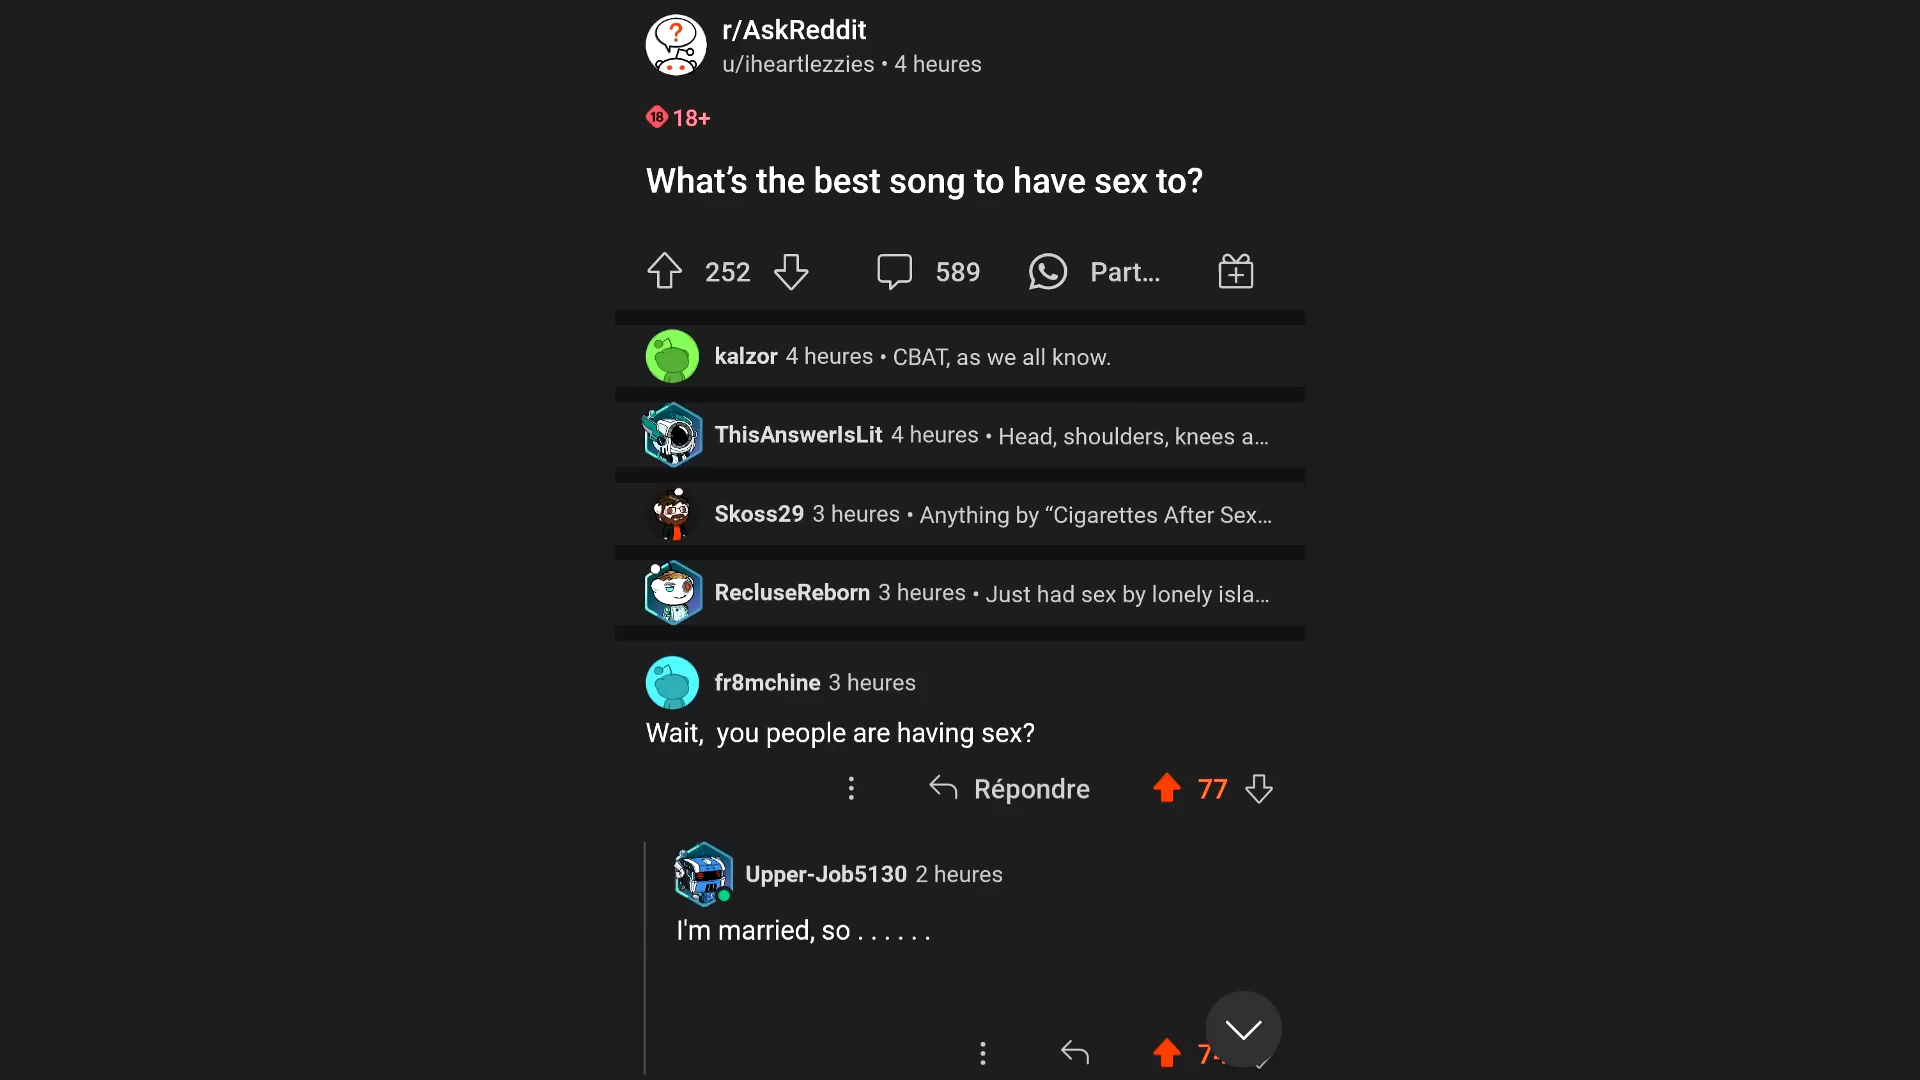 r/AskReddit
u/iheartlezzies • 4 heures
18 18+
What's the best song to have sex to?
252 589 Part...
kalzor 4 heures • CBAT, as we all know.
ThisAnswerIsLit 4 heures • Head, shoulders, knees a...
Skoss29 3 heures • Anything by “Cigarettes After Sex...
RecluseReborn 3 heures • Just had sex by lonely isla...
fr8mchine 3 heures
Wait, you people are having sex?
Répondre 77
Upper-Job5130 2 heures
I'm married, so . . . . . .